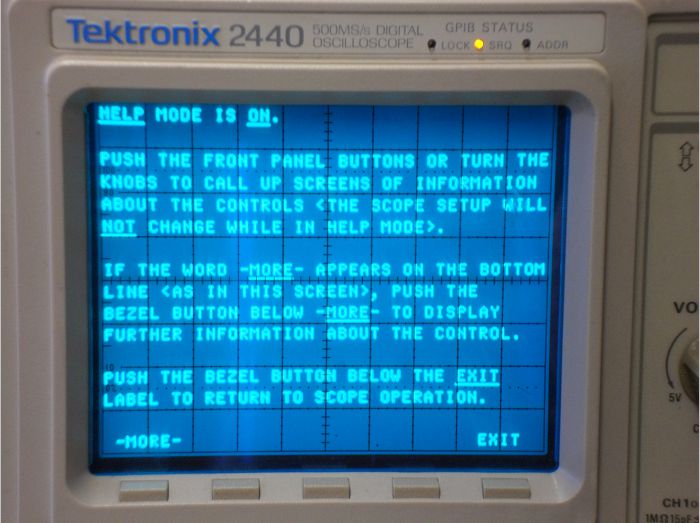 Tektronix 2440 500MS/s DIGITAL OSCILLOSCOPE
GPIB STATUS
LOCK SRQ ADDR
HELP MODE IS ON.
PUSH THE FRONT PANEL BUTTONS OR TURN THE
KNOBS TO CALL UP SCREENS OF INFORMATION
ABOUT THE CONTROLS <THE SCOPE SETUP WILL
NOT CHANGE WHILE IN HELP MODE>.
IF THE WORD -MORE- APPEARS ON THE BOTTOM
LINE <AS IN THIS SCREEN>, PUSH THE
BEZEL BUTTON BELOW -MORE- TO DISPLAY
FURTHER INFORMATION ABOUT THE CONTROL.
PUSH THE BEZEL BUTTON BELOW THE EXIT
LABEL TO RETURN TO SCOPE OPERATION.
-MORE- EXIT
VO
5V
CH1
1MΩ